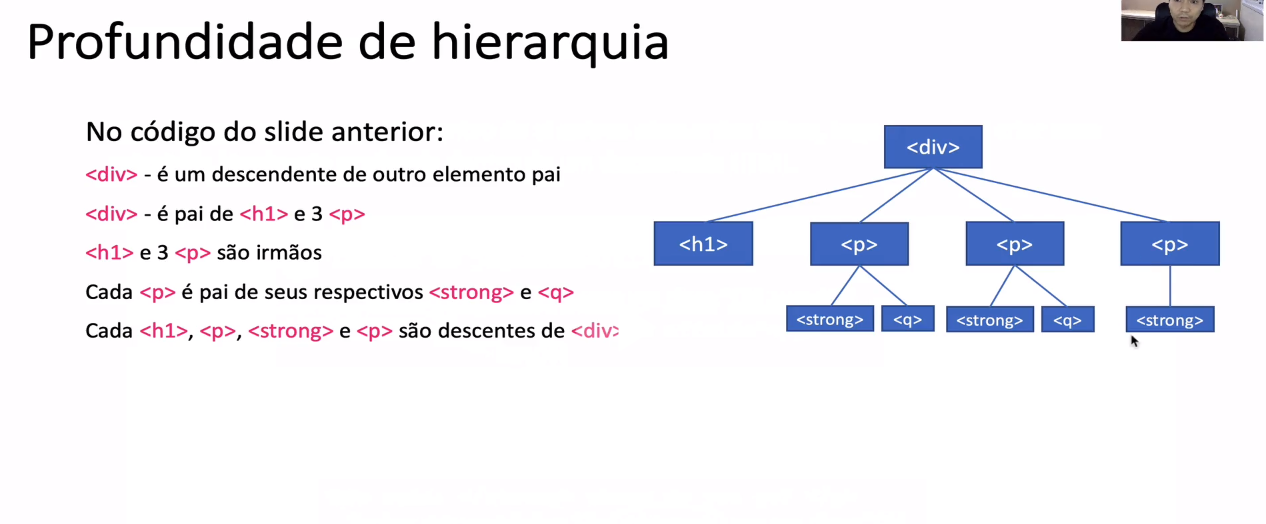 Profundidade de hierarquia
No código do slide anterior:
<div> - é um descendente de outro elemento pai
<div> - é pai de <h1> e 3 <p>
<h1> e 3 <p> são irmãos
Cada <p> é pai de seus respectivos <strong> e <q>
Cada <h1>, <p>, <strong> e <p> são descentes de <div>
<div>
<h1> <p> <p> <p>
<strong> <q> <strong> <q> <strong>